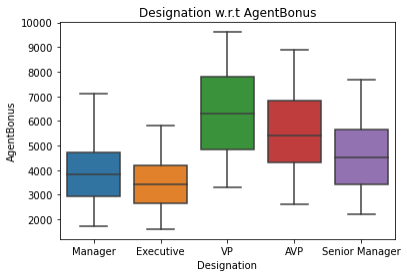 Designation w.r.t AgentBonus
10000
9000
8000
7000
6000
5000
4000
3000
2000
AgentBonus
Manager Executive VP AVP Senior Manager
Designation